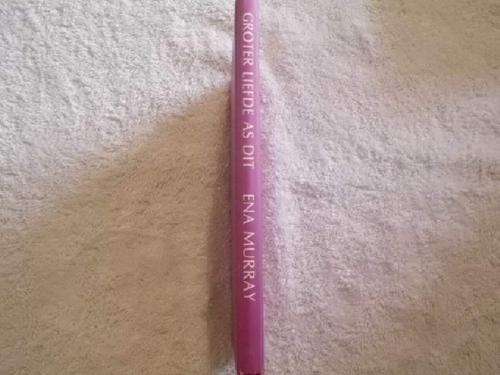 GROTER LIEFDE AS DIT ENA MURRAY